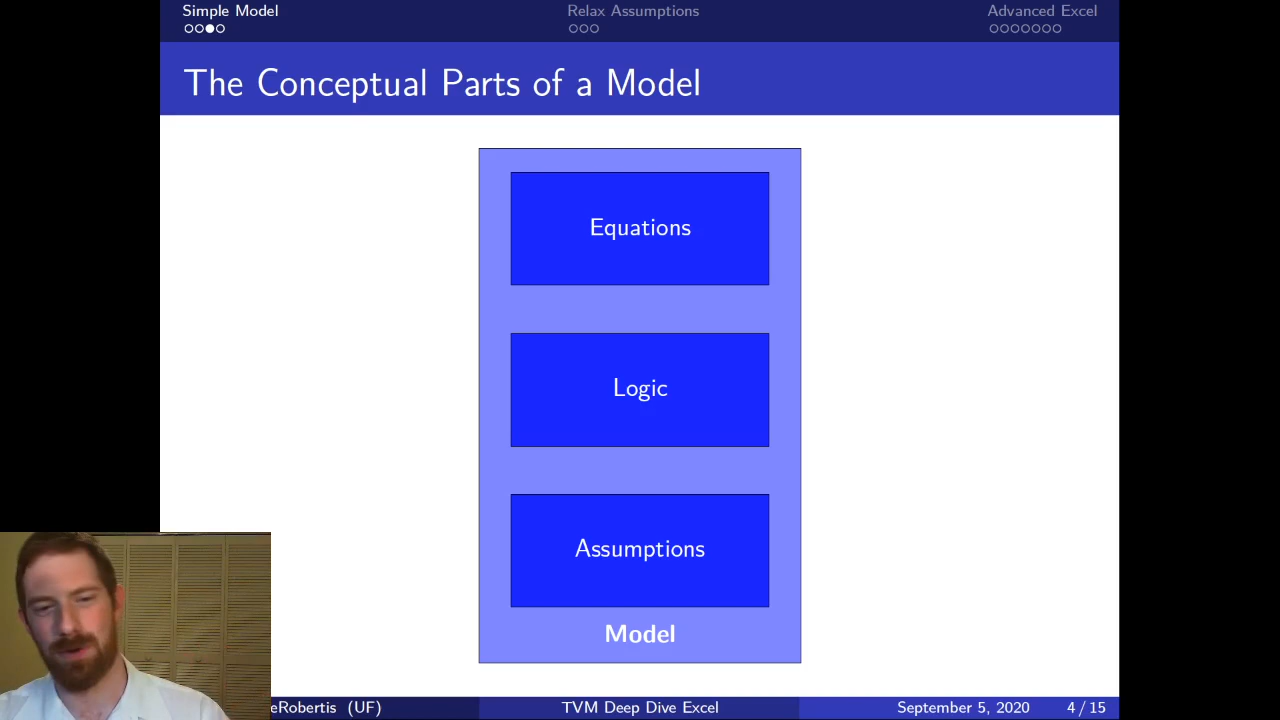 Simple Model
Relax Assumptions
Advanced Excel
The Conceptual Parts of a Model
Equations
Logic
Assumptions
Model
eRobertis (UF)
TVM Deep Dive Excel
September 5, 2020
4 / 15